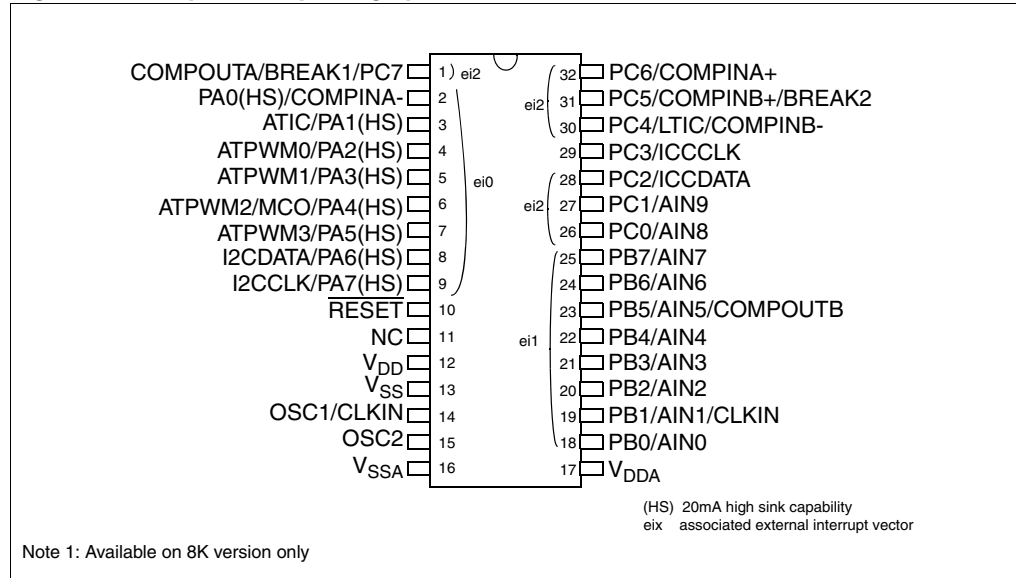 COMPOUTA/BREAK1/PC7 1 ) ei2
PA0(HS)/COMPINA- 2
ATIC/PA1(HS) 3
ATPWM0/PA2(HS) 4
ATPWM1/PA3(HS) 5
ei0
ATPWM2/MCO/PA4(HS) 6
ATPWM3/PA5(HS) 7
I2CDATA/PA6(HS) 8
I2CCLK/PA7(HS) 9
RESET 10
NC 11
VDD 12
VSS 13
OSC1/CLKIN 14
OSC2 15
VSSA 16
32 PC6/COMPINA+
ei2 31 PC5/COMPINB+/BREAK2
30 PC4/LTIC/COMPINB-
29 PC3/ICCCLK
28 PC2/ICCDATA
ei2 27 PC1/AIN9
26 PC0/AIN8
25 PB7/AIN7
24 PB6/AIN6
23 PB5/AIN5/COMPOUTB
ei1 22 PB4/AIN4
21 PB3/AIN3
20 PB2/AIN2
19 PB1/AIN1/CLKIN
18 PB0/AIN0
17 VDDA
(HS) 20mA high sink capability
eix associated external interrupt vector
Note 1: Available on 8K version only